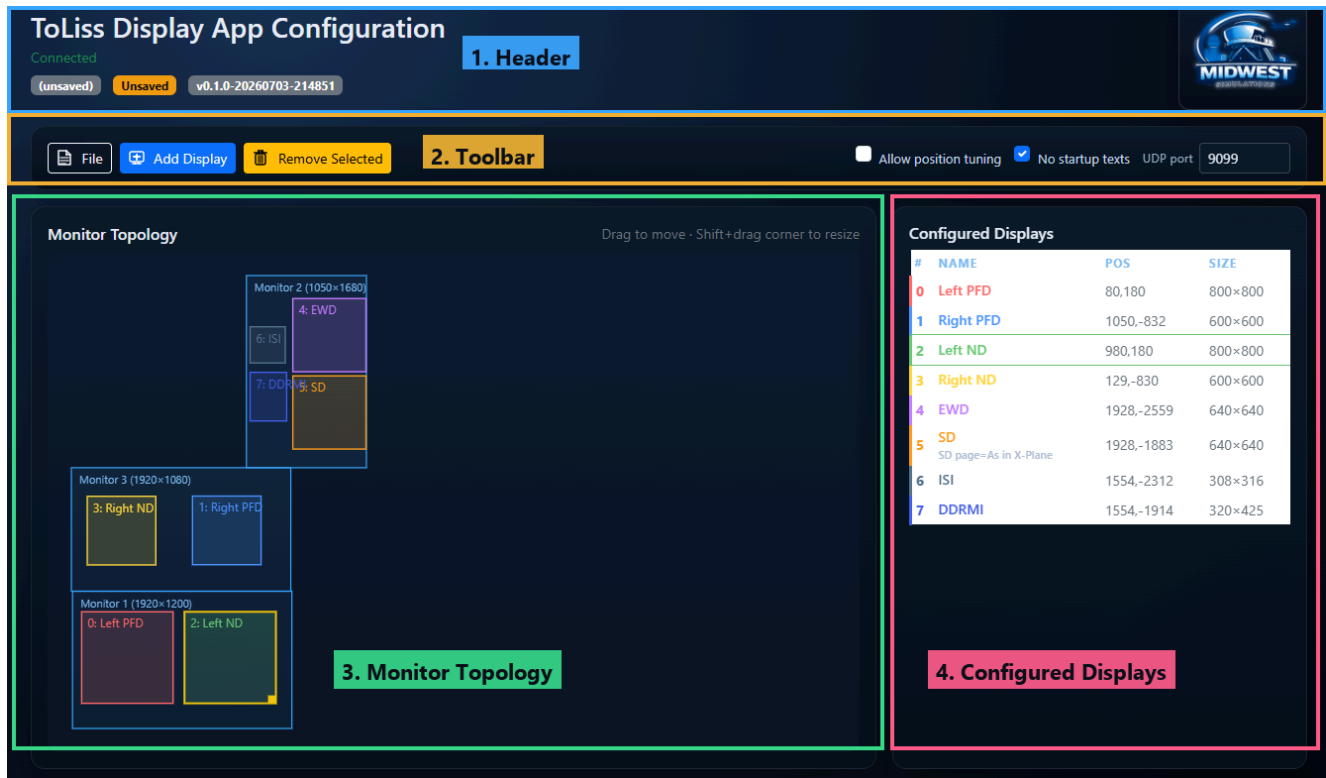 ToLiss Display App Configuration
Connected
(unsaved) Unsaved v0.1.0-20260703-214851
1. Header
MIDWEST
SIMULATIONS
File Add Display Remove Selected
2. Toolbar
Allow position tuning No startup texts UDP port 9099
Monitor Topology
Drag to move · Shift+drag corner to resize
Monitor 2 (1050×1680)
4: EWD
6: ISI
7: DDRMI
5: SD
Monitor 3 (1920×1080)
3: Right ND
1: Right PFD
Monitor 1 (1920×1200)
0: Left PFD
2: Left ND
3. Monitor Topology
Configured Displays
# NAME POS SIZE
0 Left PFD 80,180 800×800
1 Right PFD 1050,-832 600×600
2 Left ND 980,180 800×800
3 Right ND 129,-830 600×600
4 EWD 1928,-2559 640×640
5 SD 1928,-1883 640×640
SD page=As in X-Plane
6 ISI 1554,-2312 308×316
7 DDRMI 1554,-1914 320×425
4. Configured Displays